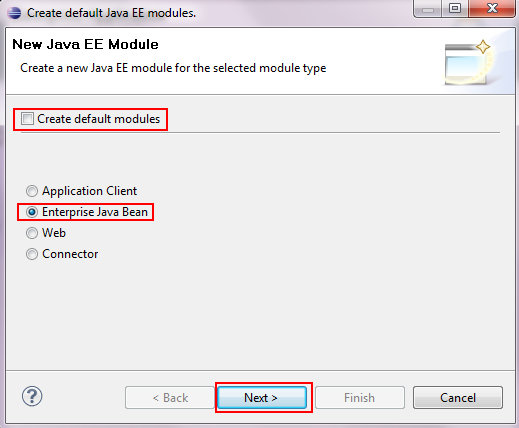 Create default Java EE modules.
New Java EE Module
Create a new Java EE module for the selected module type
Create default modules
Application Client
Enterprise Java Bean
Web
Connector
?
< Back
Next >
Finish
Cancel